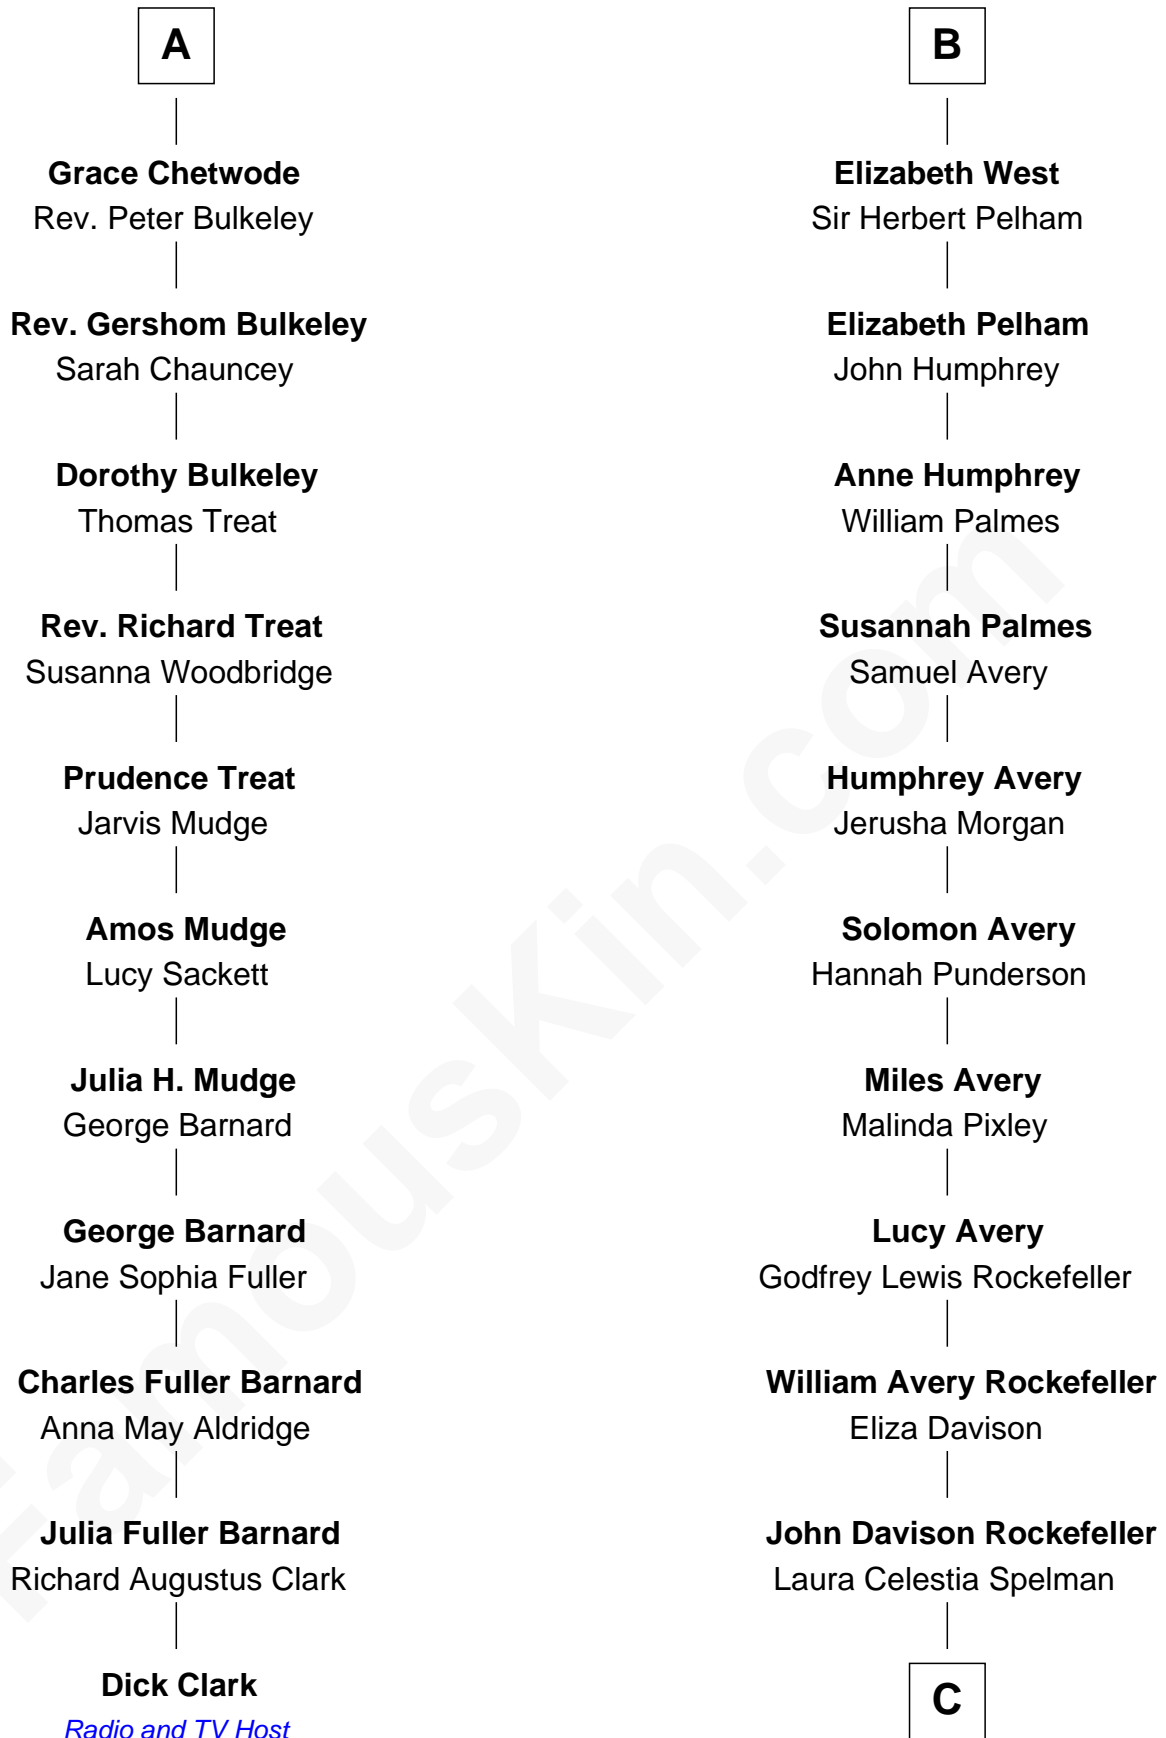 A
Grace Chetwode
Rev. Peter Bulkeley
Rev. Gershom Bulkeley
Sarah Chauncey
Dorothy Bulkeley
Thomas Treat
Rev. Richard Treat
Susanna Woodbridge
Prudence Treat
Jarvis Mudge
Amos Mudge
Lucy Sackett
Julia H. Mudge
George Barnard
George Barnard
Jane Sophia Fuller
Charles Fuller Barnard
Anna May Aldridge
Julia Fuller Barnard
Richard Augustus Clark
Dick Clark
Radio and TV Host
B
Elizabeth West
Sir Herbert Pelham
Elizabeth Pelham
John Humphrey
Anne Humphrey
William Palmes
Susannah Palmes
Samuel Avery
Humphrey Avery
Jerusha Morgan
Solomon Avery
Hannah Punderson
Miles Avery
Malinda Pixley
Lucy Avery
Godfrey Lewis Rockefeller
William Avery Rockefeller
Eliza Davison
John Davison Rockefeller
Laura Celestia Spelman
C
FamousKin.com